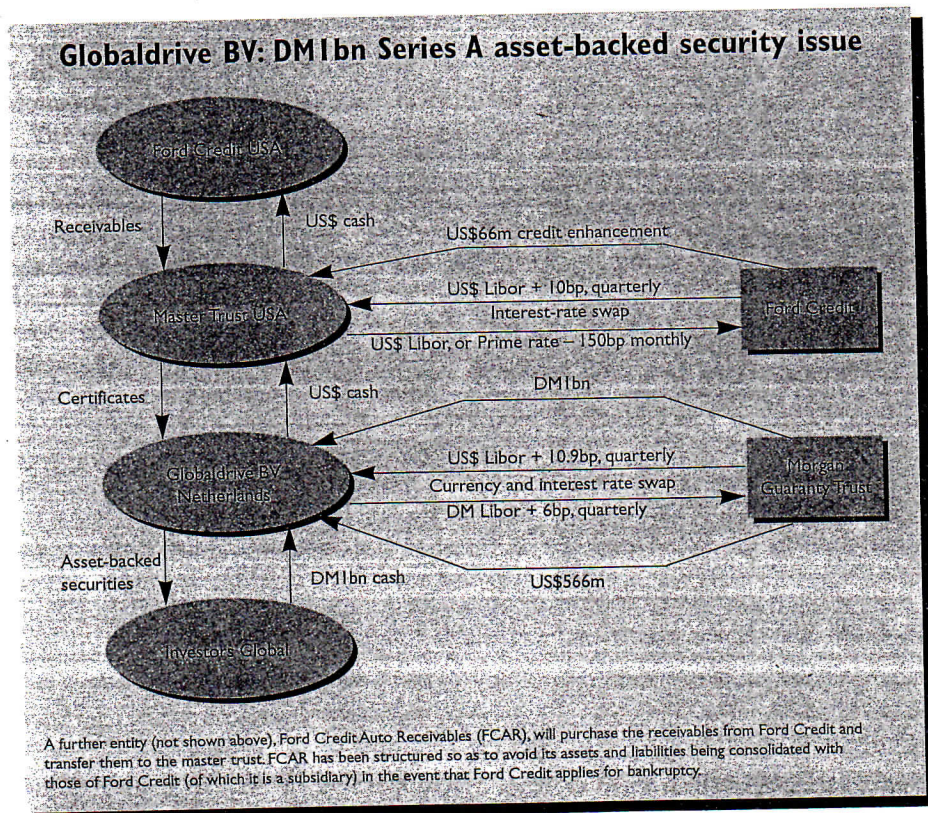 Globaldrive BV: DM1bn Series A asset-backed security issue
Ford Credit USA
Receivables
US$ cash
US$66m credit enhancement
Master Trust USA
US$ Libor + 10bp, quarterly
Interest-rate swap
US$ Libor, or Prime rate – 150bp monthly
Ford Credit
Certificates
US$ cash
DM1bn
Globaldrive BV
Netherlands
US$ Libor + 10.9bp, quarterly
Currency and interest rate swap
DM Libor + 6bp, quarterly
Morgan
Guaranty Trust
Asset-backed
securities
DM1bn cash
US$566m
Investors Global
A further entity (not shown above), Ford Credit Auto Receivables (FCAR), will purchase the receivables from Ford Credit and
transfer them to the master trust. FCAR has been structured so as to avoid its assets and liabilities being consolidated with
those of Ford Credit (of which it is a subsidiary) in the event that Ford Credit applies for bankruptcy.